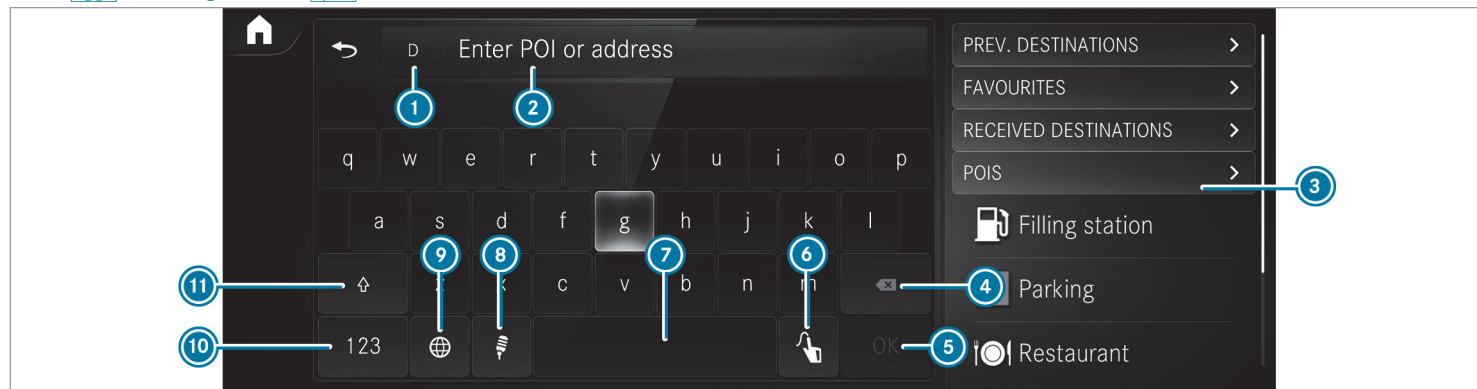 D Enter POI or address
1 2
q w e r t y u i o p
a s d f g h j k l
9 8 7 6
11 c v b n m 4
10 123 OK 5
PREV. DESTINATIONS
FAVOURITES
RECEIVED DESTINATIONS
POIS
3
Filling station
Parking
Restaurant